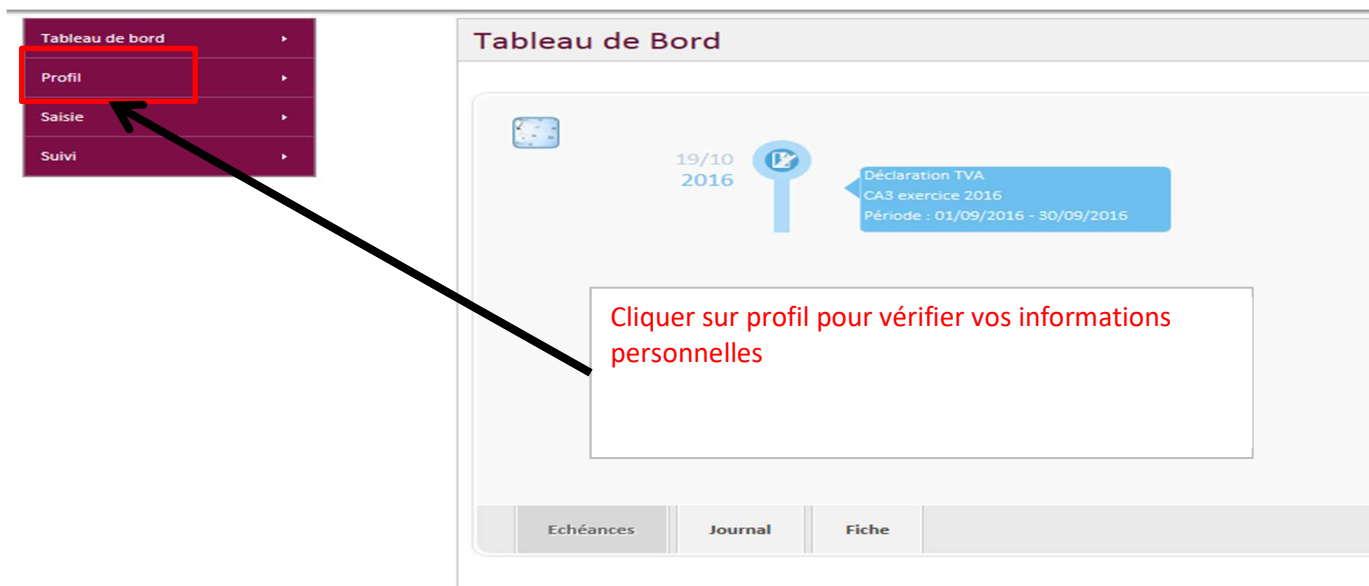 Tableau de bord
Profil
Saisie
Suivi
Tableau de Bord
19/10
2016
Déclaration TVA
CA3 exercice 2016
Période : 01/09/2016 - 30/09/2016
Cliquer sur profil pour vérifier vos informations
personnelles
Echéances
Journal
Fiche